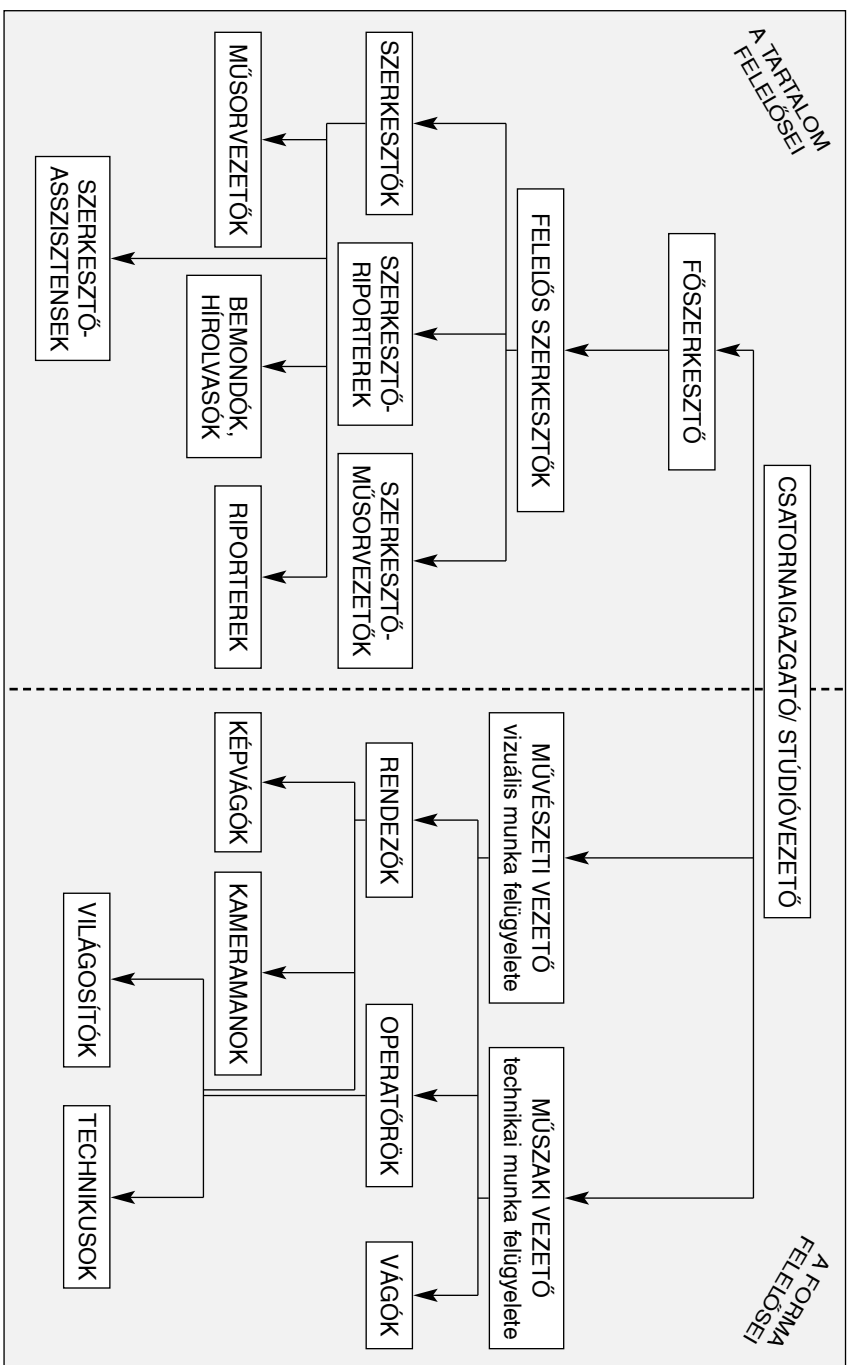 A TARTALOM
FELELŐSEI
A FORMA
FELELŐSEI
CSATORNAIGAZGATÓ/ STÚDIÓVEZETŐ
FŐSZERKESZTŐ
FELELŐS SZERKESZTŐK
MŰVÉSZETI VEZETŐ
vizuális munka felügyelete
MŰSZAKI VEZETŐ
technikai munka felügyelete
SZERKESZTŐK
SZERKESZTŐ-
RIPORTEREK
SZERKESZTŐ-
MŰSORVEZETŐK
RENDEZŐK
OPERATŐRÖK
VÁGÓK
MŰSORVEZETŐK
BEMONDÓK,
HÍROLVASÓK
RIPORTEREK
KÉPVÁGÓK
KAMERAMANOK
SZERKESZTŐ-
ASSZISZTENSEK
VILÁGOSÍTÓK
TECHNIKUSOK